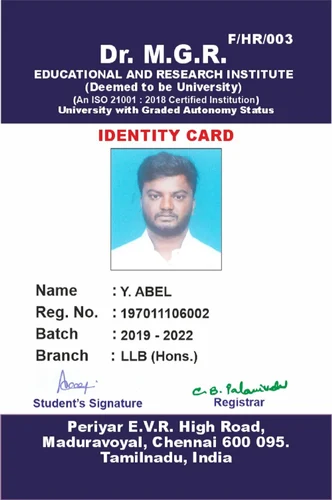 F/HR/003
Dr. M.G.R.
EDUCATIONAL AND RESEARCH INSTITUTE
(Deemed to be University)
(An ISO 21001 : 2018 Certified Institution)
University with Graded Autonomy Status
IDENTITY CARD
Name : Y. ABEL
Reg. No. : 197011106002
Batch : 2019 - 2022
Branch : LLB (Hons.)
C. B. Palanivelu
Student's Signature Registrar
Periyar E.V.R. High Road,
Maduravoyal, Chennai 600 095.
Tamilnadu, India